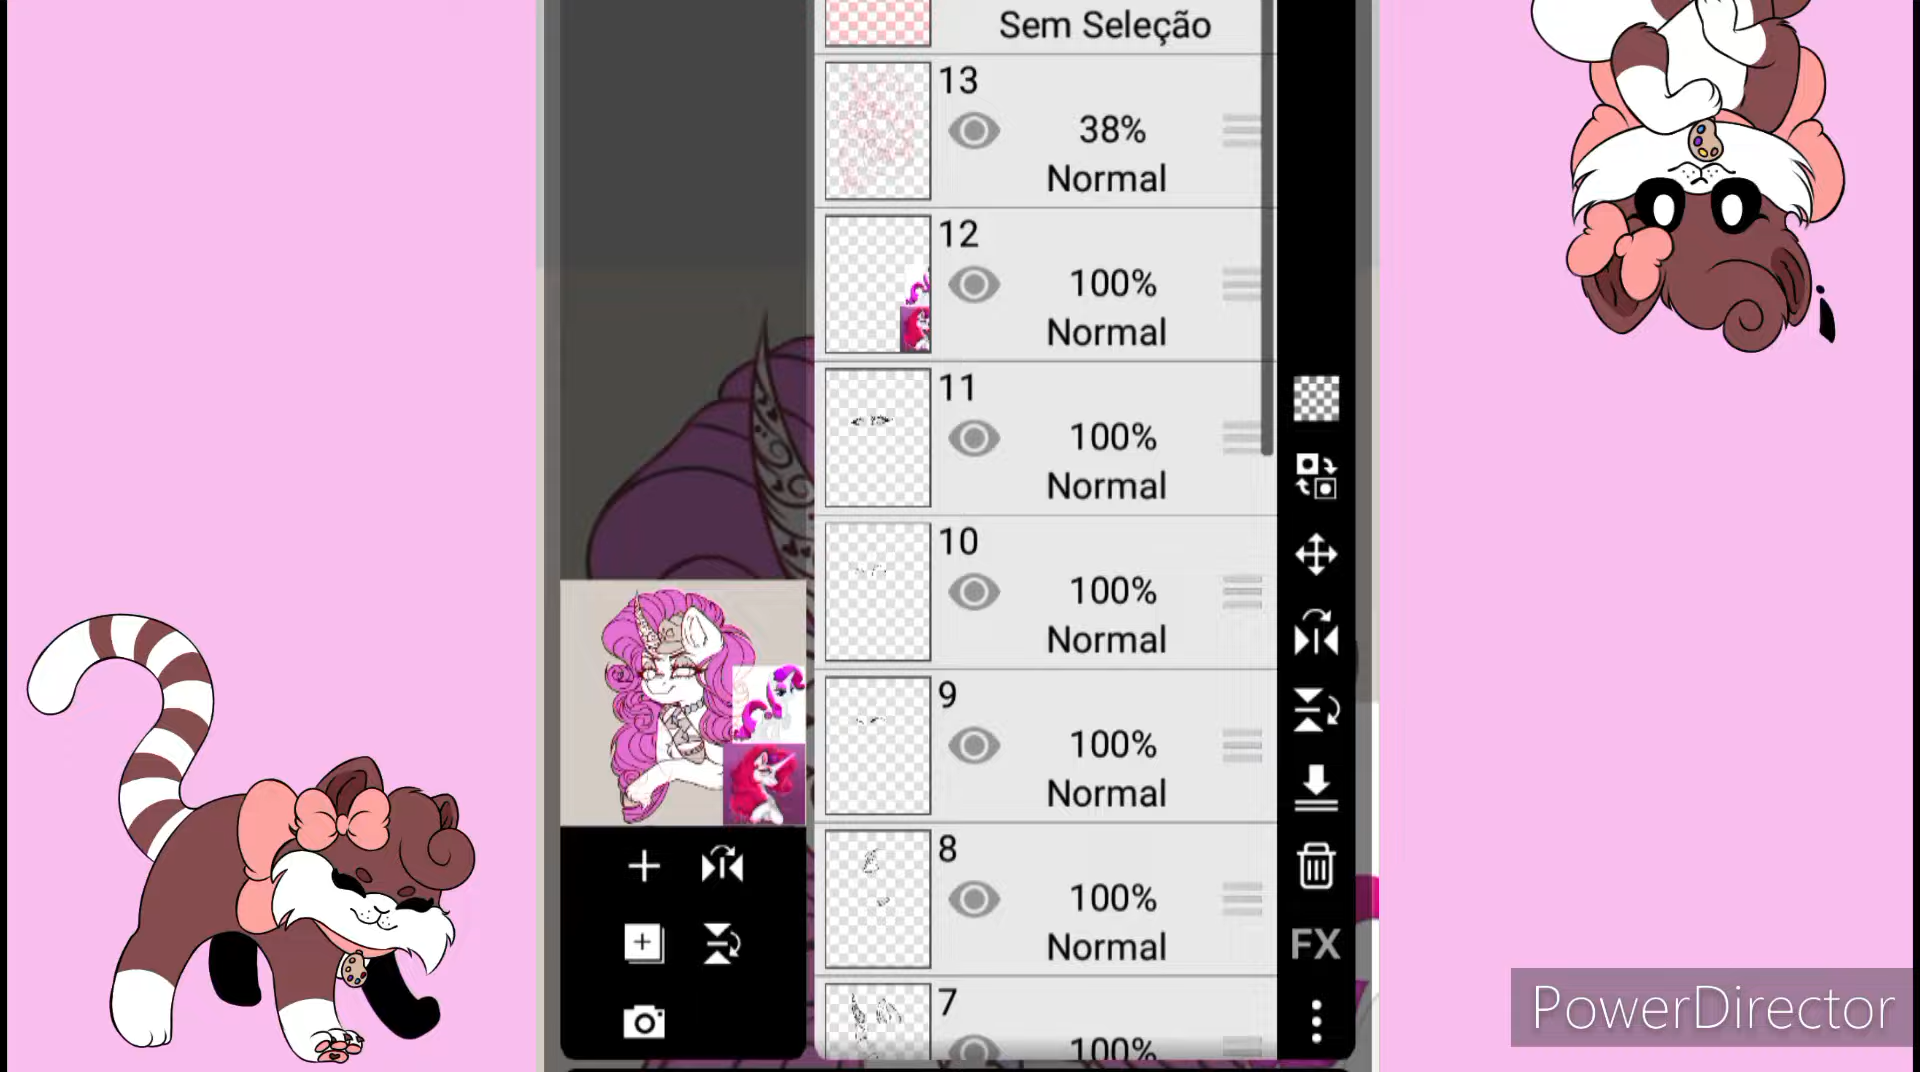 Sem Seleção
13
38%
Normal
12
100%
Normal
11
100%
Normal
10
100%
Normal
9
100%
Normal
8
100%
Normal
7
100%
FX
PowerDirector